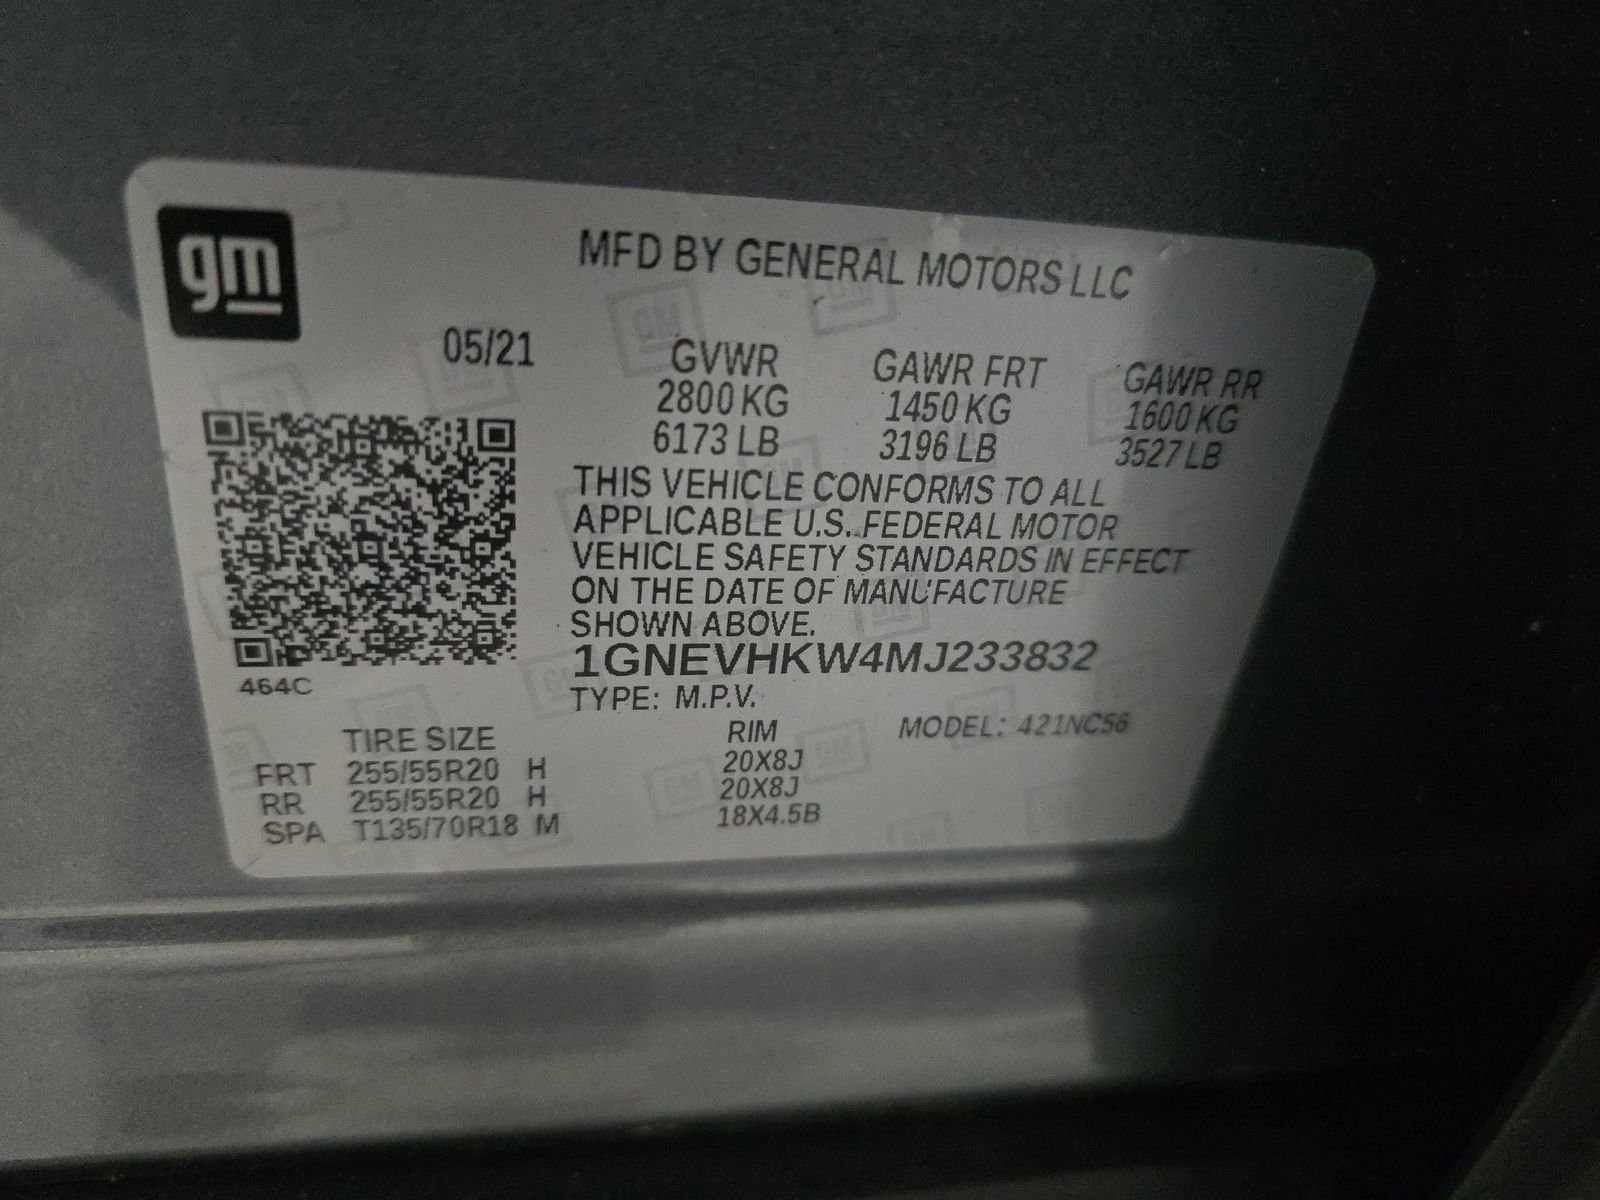 gm
MFD BY GENERAL MOTORS LLC
05/21
GVWR GAWR FRT GAWR RR
2800 KG 1450 KG 1600 KG
6173 LB 3196 LB 3527 LB
THIS VEHICLE CONFORMS TO ALL
APPLICABLE U.S. FEDERAL MOTOR
VEHICLE SAFETY STANDARDS IN EFFECT
ON THE DATE OF MANUFACTURE
SHOWN ABOVE.
1GNEVHKW4MJ233832
464C
TYPE: M.P.V.
TIRE SIZE RIM MODEL: 421NC56
FRT 255/55R20 H 20X8J
RR 255/55R20 H 20X8J
SPA T135/70R18 M 18X4.5B